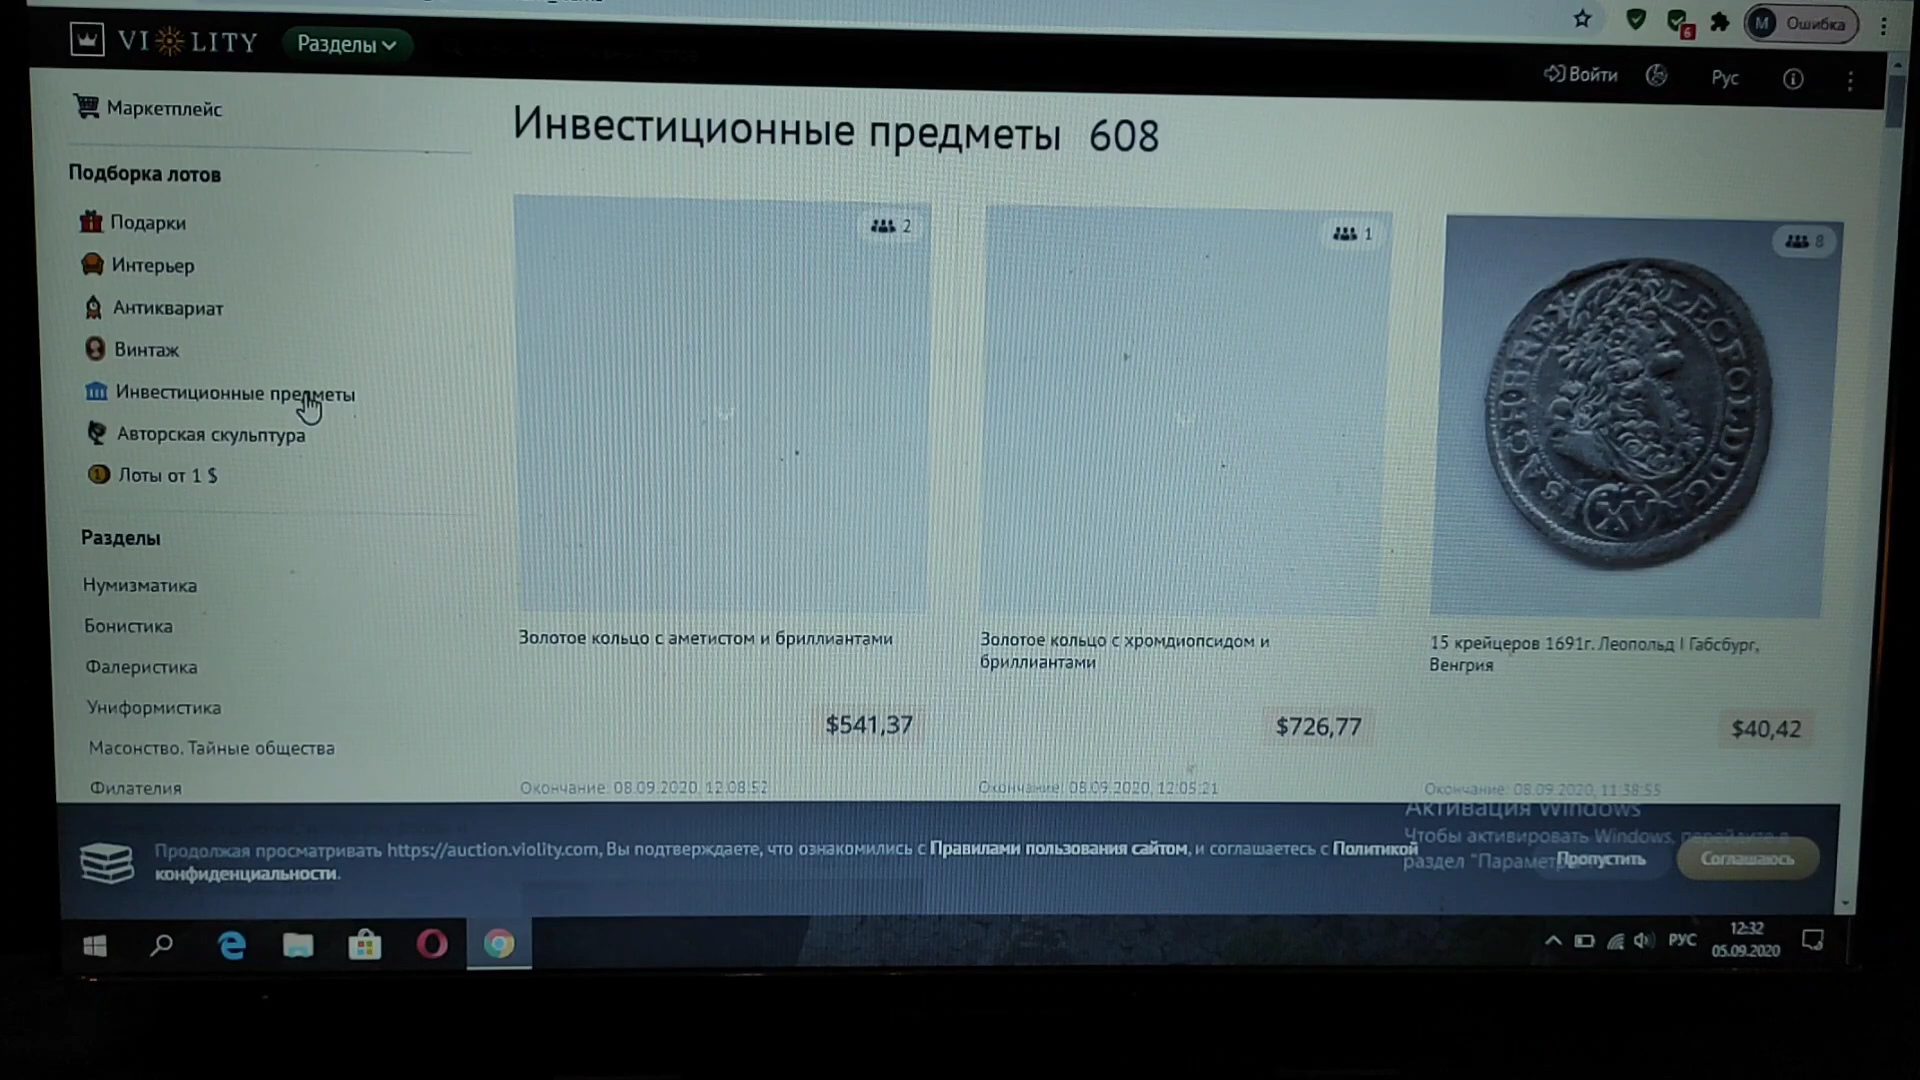 VIOLITY
Разделы
Ошибка
М
6
Войти
Рус
Маркетплейс
Подборка лотов
Подарки
Интерьер
Антиквариат
Винтаж
Инвестиционные предметы
Авторская скульптура
Лоты от 1 $
Разделы
Нумизматика
Бонистика
Фалеристика
Униформистика
Масонство. Тайные общества
Филателия
Инвестиционные предметы 608
2
Золотое кольцо с аметистом и бриллиантами
$541,37
Окончание: 08.09.2020, 12:08:52
1
Золотое кольцо с хромдиопсидом и
бриллиантами
$726,77
Окончание: 08.09.2020, 12:05:21
8
LEOPOLD
XV
15 крейцеров 1691г. Леопольд I Габсбург,
Венгрия
$40,42
Окончание: 08.09.2020, 11:38:55
Активация Windows
Чтобы активировать Windows, перейдите в
раздел "Парамет
Продолжая просматривать https://auction.violity.com, Вы подтверждаете, что ознакомились с Правилами пользования сайтом, и соглашаетесь с Политикой
конфиденциальности.
Пропустить
Соглашаюсь
РУС
12:32
05.09.2020